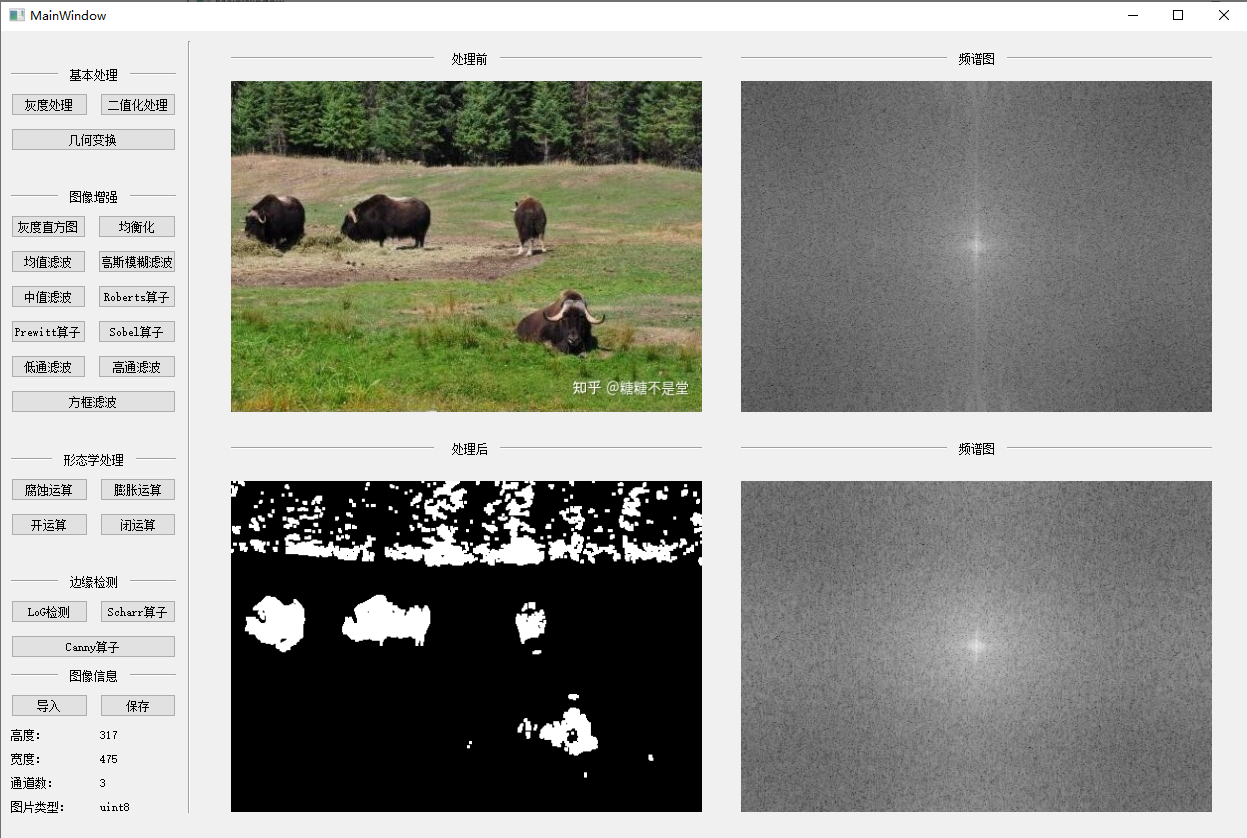 MainWindow
基本处理
灰度处理 二值化处理
几何变换
图像增强
灰度直方图 均衡化
均值滤波 高斯模糊滤波
中值滤波 Roberts算子
Prewitt算子 Sobel算子
低通滤波 高通滤波
方框滤波
形态学处理
腐蚀运算 膨胀运算
开运算 闭运算
边缘检测
LoG检测 Scharr算子
Canny算子
图像信息
导入 保存
高度: 317
宽度: 475
通道数: 3
图片类型: uint8
处理前
知乎 @糖糖不是堂
频谱图
处理后
频谱图